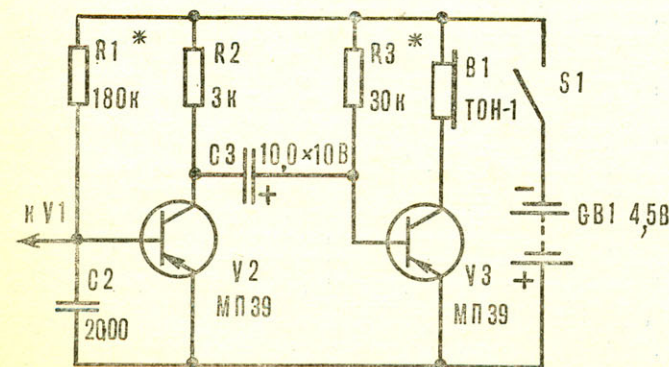 R1 *
180к
R2
3к
R3 *
30к
В1
ТОН-1
S1
C3 10,0×10В
+
к V1
C2
2000
V2
МП39
V3
МП39
−
GB1 4,5В
+